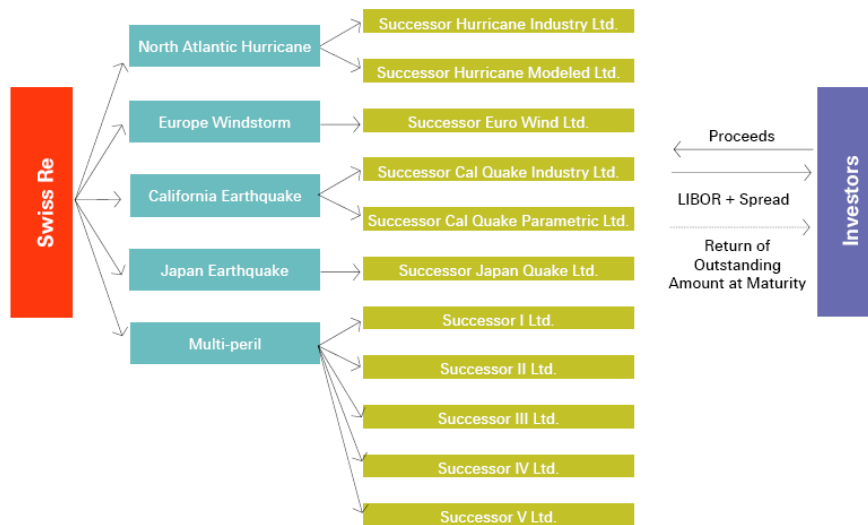 Swiss Re
North Atlantic Hurricane
Europe Windstorm
California Earthquake
Japan Earthquake
Multi-peril
Successor Hurricane Industry Ltd.
Successor Hurricane Modeled Ltd.
Successor Euro Wind Ltd.
Successor Cal Quake Industry Ltd.
Successor Cal Quake Parametric Ltd.
Successor Japan Quake Ltd.
Successor I Ltd.
Successor II Ltd.
Successor III Ltd.
Successor IV Ltd.
Successor V Ltd.
Proceeds
LIBOR + Spread
Return of
Outstanding
Amount at Maturity
Investors